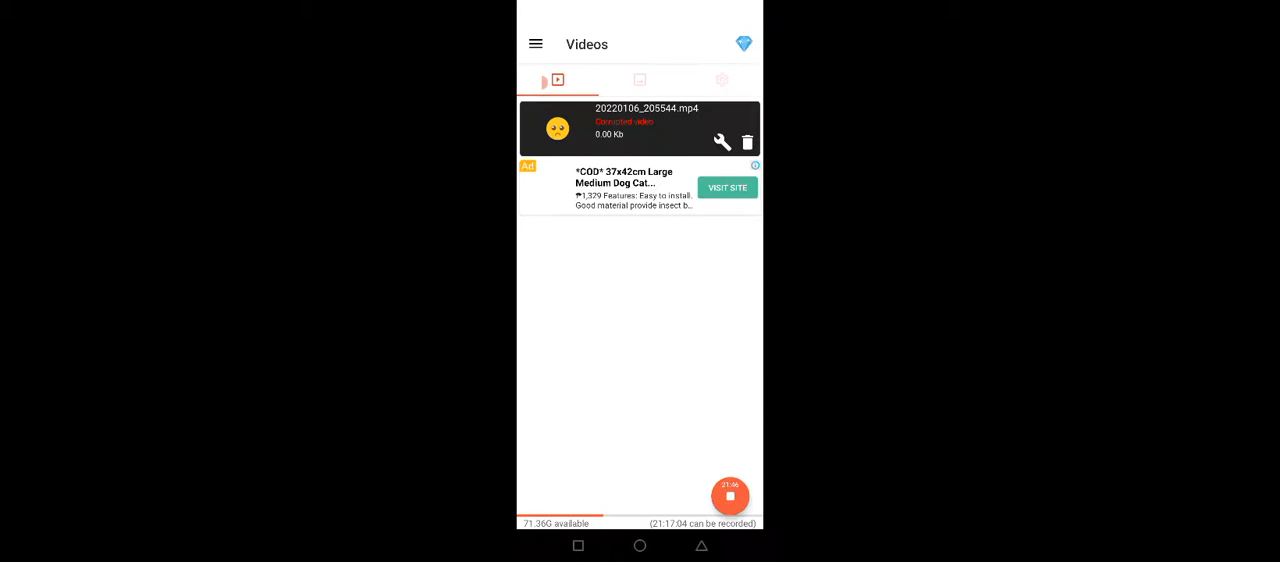 Videos
20220106_205544.mp4
Corrupted video
0.00 Kb
Ad
*COD* 37x42cm Large
Medium Dog Cat...
₱1,329 Features: Easy to install.
Good material provide insect b...
VISIT SITE
21:46
71.36G available
(21:17:04 can be recorded)